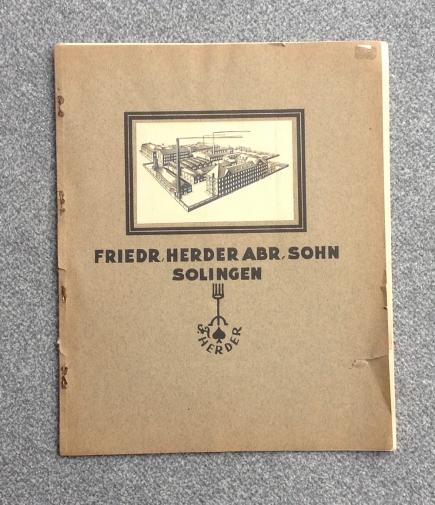 FRIEDR, HERDER ABR, SOHN
SOLINGEN
F. HERDER